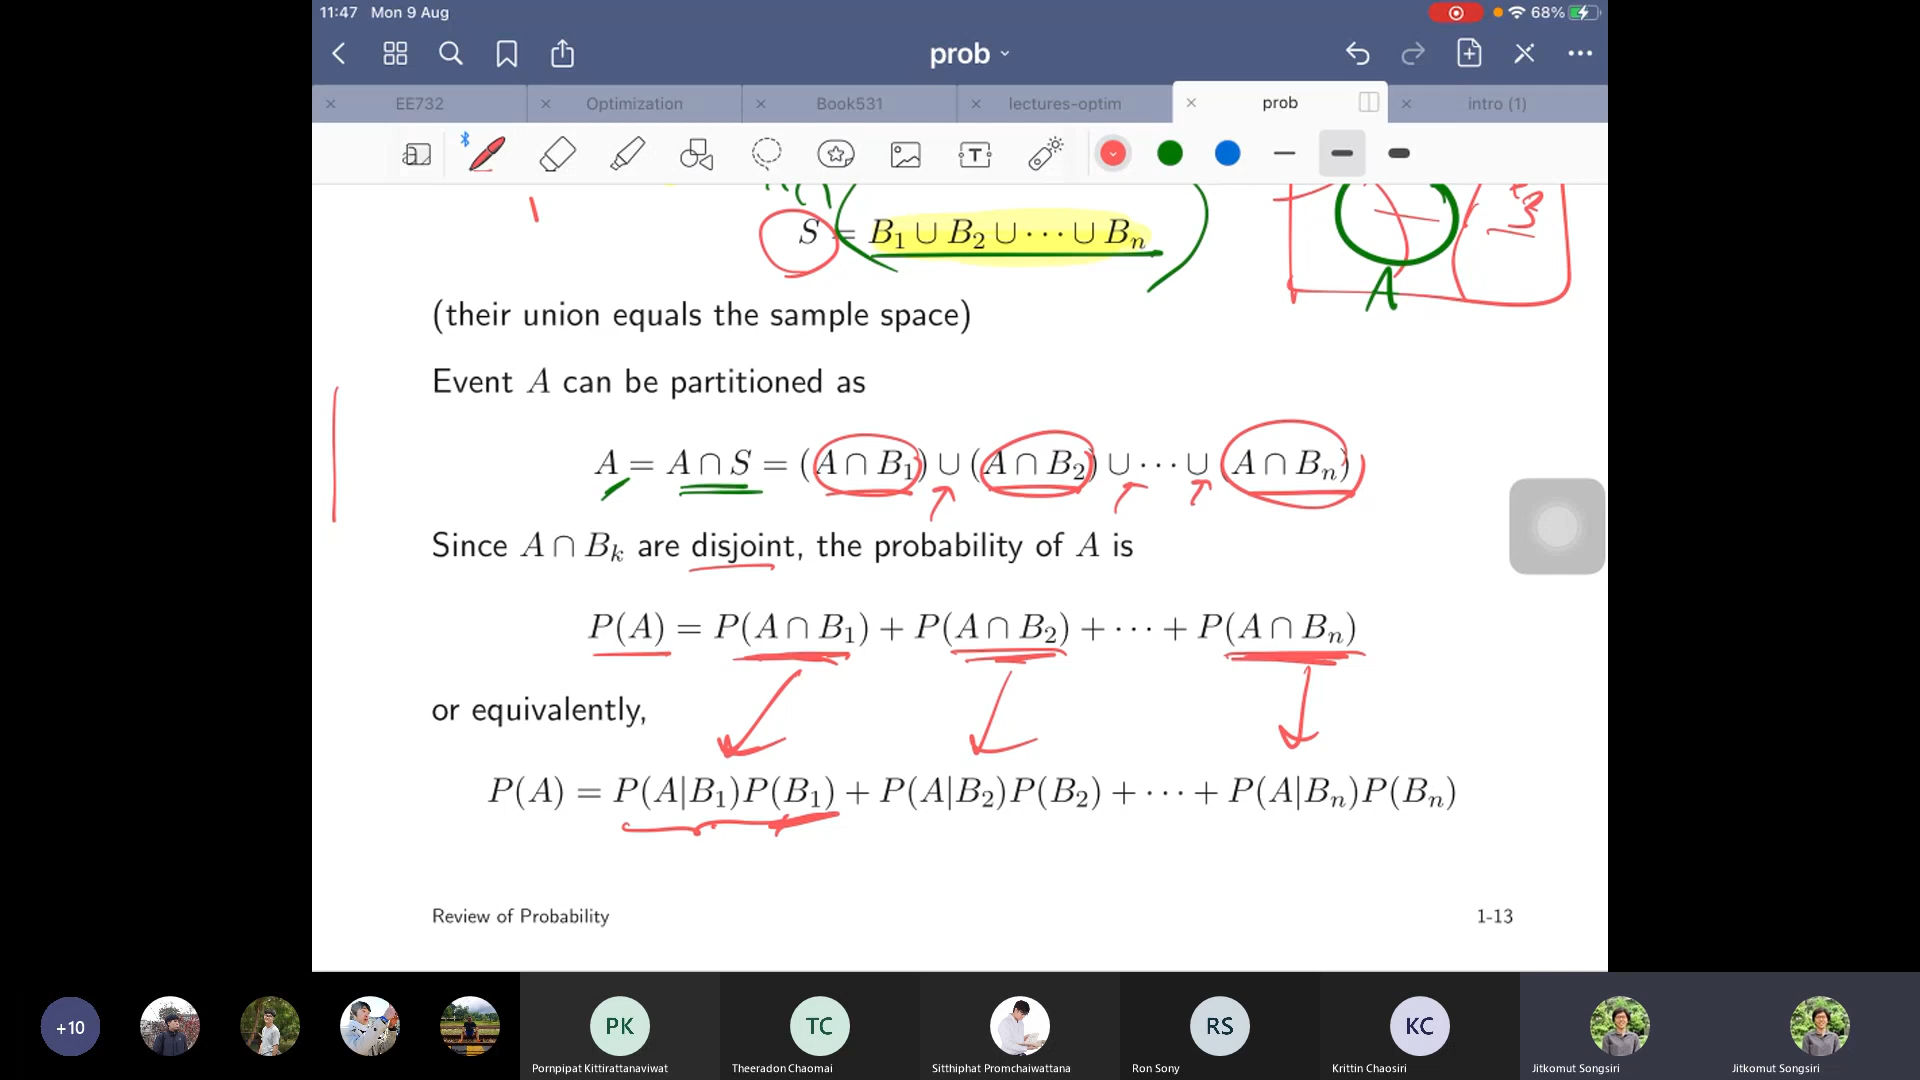 11:47 Mon 9 Aug 68%
prob
EE732 Optimization Book531 lectures-optim prob intro (1)
S = B₁ ∪ B₂ ∪ ··· ∪ Bₙ
A
(their union equals the sample space)
Event A can be partitioned as
A = A ∩ S = (A ∩ B₁) ∪ (A ∩ B₂) ∪ ··· ∪ (A ∩ Bₙ)
Since A ∩ Bₖ are disjoint, the probability of A is
P(A) = P(A ∩ B₁) + P(A ∩ B₂) + ··· + P(A ∩ Bₙ)
or equivalently,
P(A) = P(A|B₁)P(B₁) + P(A|B₂)P(B₂) + ··· + P(A|Bₙ)P(Bₙ)
Review of Probability 1-13
+10 PK TC RS KC
Pornpipat Kittirattanaviwat Theeradon Chaomai Sitthiphat Promchaiwattana Ron Sony Krittin Chaosiri Jitkomut Songsiri Jitkomut Songsiri